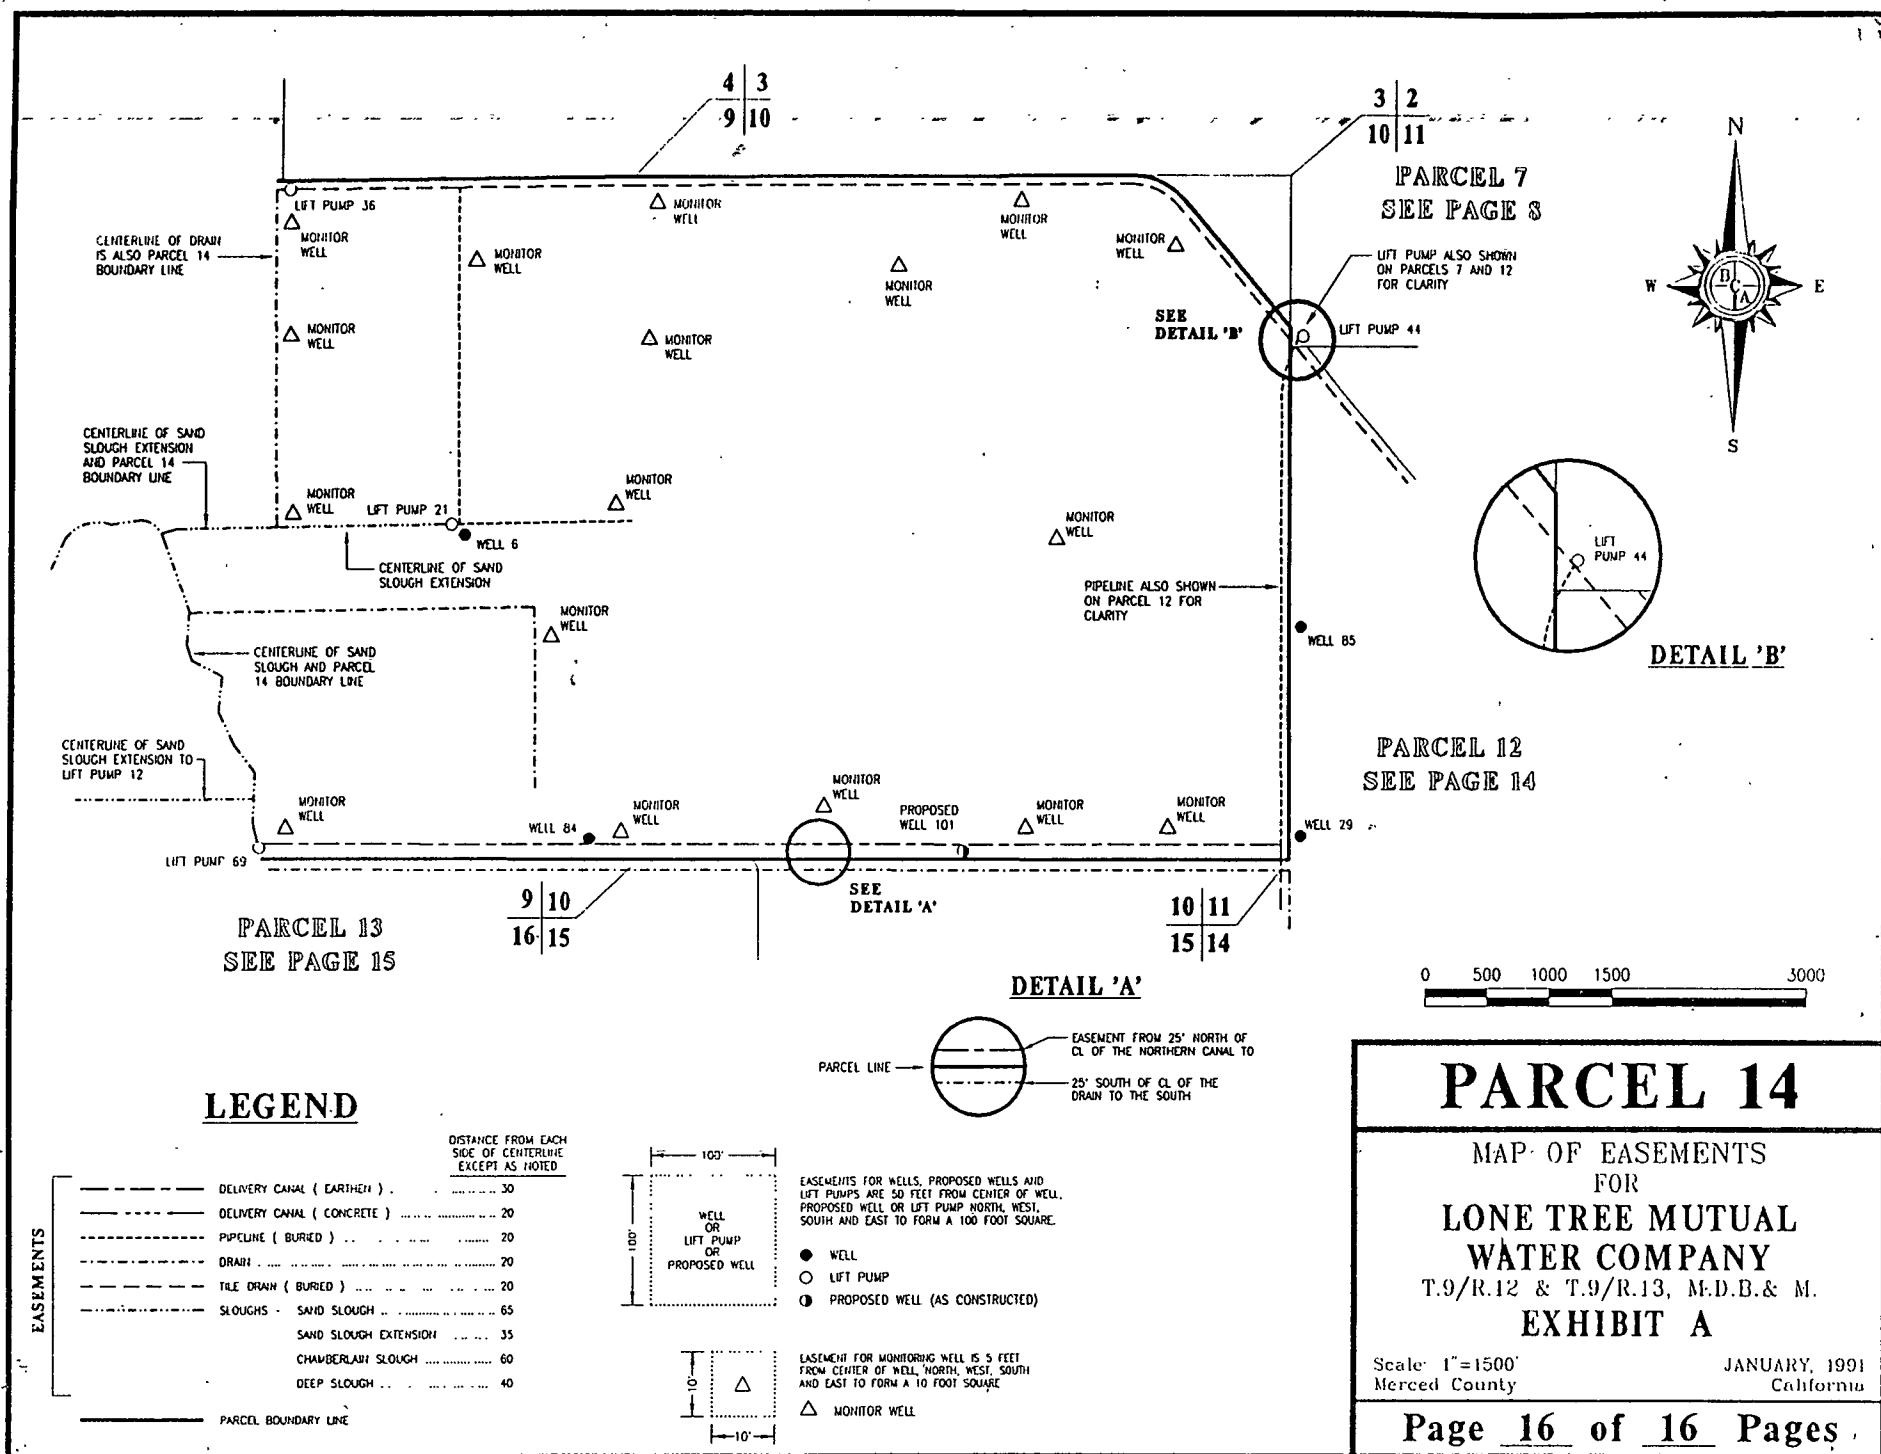 4 3
9 10
3 2
10 11
PARCEL 7
SEE PAGE 8
N
W
E
S
B
C
A
LIFT PUMP 36
MONITOR
WELL
MONITOR
WELL
MONITOR
WELL
MONITOR
WELL
MONITOR
WELL
MONITOR
WELL
CENTERLINE OF DRAIN
IS ALSO PARCEL 14
BOUNDARY LINE
LIFT PUMP ALSO SHOWN
ON PARCELS 7 AND 12
FOR CLARITY
SEE
DETAIL 'B'
LIFT PUMP 44
MONITOR
WELL
MONITOR
WELL
CENTERLINE OF SAND
SLOUGH EXTENSION
AND PARCEL 14
BOUNDARY LINE
MONITOR
WELL
LIFT PUMP 21
MONITOR
WELL
MONITOR
WELL
WELL 6
CENTERLINE OF SAND
SLOUGH EXTENSION
LIFT
PUMP 44
PIPELINE ALSO SHOWN
ON PARCEL 12 FOR
CLARITY
MONITOR
WELL
WELL 85
DETAIL 'B'
CENTERLINE OF SAND
SLOUGH AND PARCEL
14 BOUNDARY LINE
CENTERLINE OF SAND
SLOUGH EXTENSION TO
LIFT PUMP 12
PARCEL 12
SEE PAGE 14
MONITOR
WELL
WELL 84
MONITOR
WELL
MONITOR
WELL
PROPOSED
WELL 101
MONITOR
WELL
MONITOR
WELL
WELL 29
LIFT PUMP 69
SEE
DETAIL 'A'
9 10
16 15
10 11
15 14
PARCEL 13
SEE PAGE 15
DETAIL 'A'
0 500 1000 1500 3000
PARCEL LINE
EASEMENT FROM 25' NORTH OF
CL OF THE NORTHERN CANAL TO
25' SOUTH OF CL OF THE
DRAIN TO THE SOUTH
LEGEND
DISTANCE FROM EACH
SIDE OF CENTERLINE
EXCEPT AS NOTED
EASEMENTS
DELIVERY CANAL ( EARTHEN ) 30
DELIVERY CANAL ( CONCRETE ) 20
PIPELINE ( BURIED ) 20
DRAIN 20
TILE DRAIN ( BURIED ) 20
SLOUGHS - SAND SLOUGH 65
SAND SLOUGH EXTENSION 35
CHAMBERLAIN SLOUGH 60
DEEP SLOUGH 40
PARCEL BOUNDARY LINE
100'
100'
WELL
OR
LIFT PUMP
OR
PROPOSED WELL
EASEMENTS FOR WELLS, PROPOSED WELLS AND
LIFT PUMPS ARE 50 FEET FROM CENTER OF WELL,
PROPOSED WELL OR LIFT PUMP NORTH, WEST,
SOUTH AND EAST TO FORM A 100 FOOT SQUARE.
WELL
LIFT PUMP
PROPOSED WELL (AS CONSTRUCTED)
10'
10'
EASEMENT FOR MONITORING WELL IS 5 FEET
FROM CENTER OF WELL, NORTH, WEST, SOUTH
AND EAST TO FORM A 10 FOOT SQUARE
MONITOR WELL
PARCEL 14
MAP OF EASEMENTS
FOR
LONE TREE MUTUAL
WATER COMPANY
T.9/R.12 & T.9/R.13, M.D.B.& M.
EXHIBIT A
Scale 1"=1500'
JANUARY, 1991
Merced County
California
Page 16 of 16 Pages